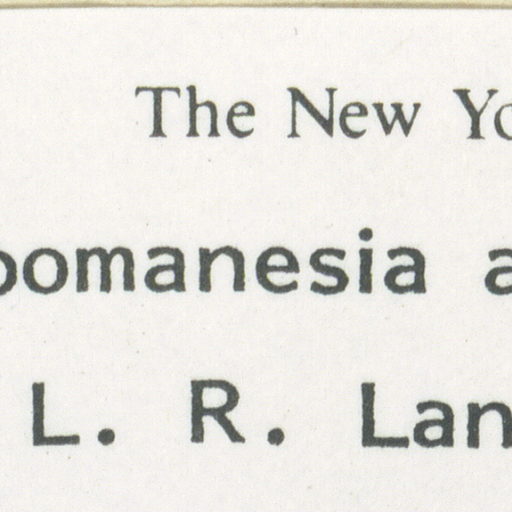 The New Yo
oomanesia a
L. R. Lan